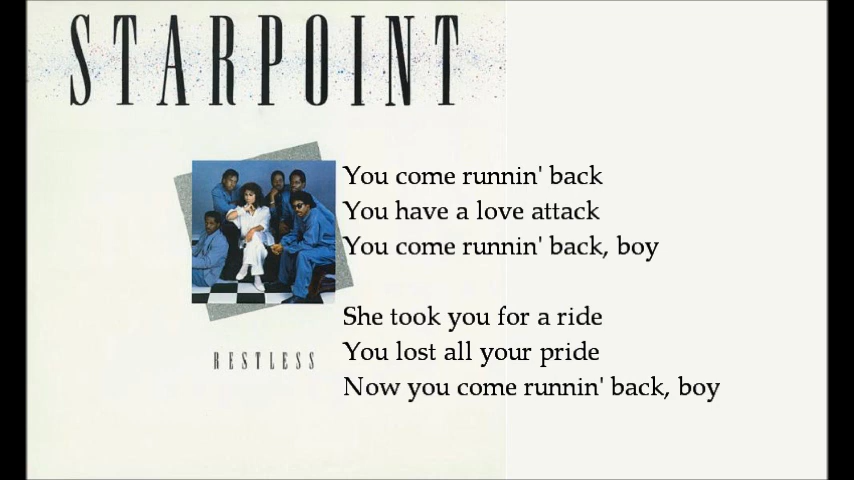 STARPOINT
You come runnin' back
You have a love attack
You come runnin' back, boy
She took you for a ride
You lost all your pride
Now you come runnin' back, boy
RESTLESS